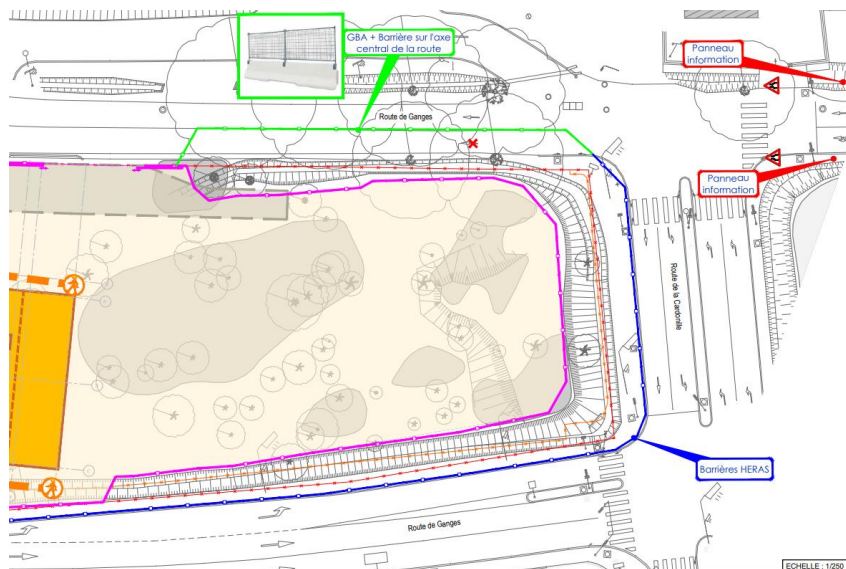 GBA + Barrière sur l'axe
central de la route
Panneau
information
Route de Ganges
Panneau
information
Route de la Cardonille
Barrières HERAS
Route de Ganges
ECHELLE : 1/250